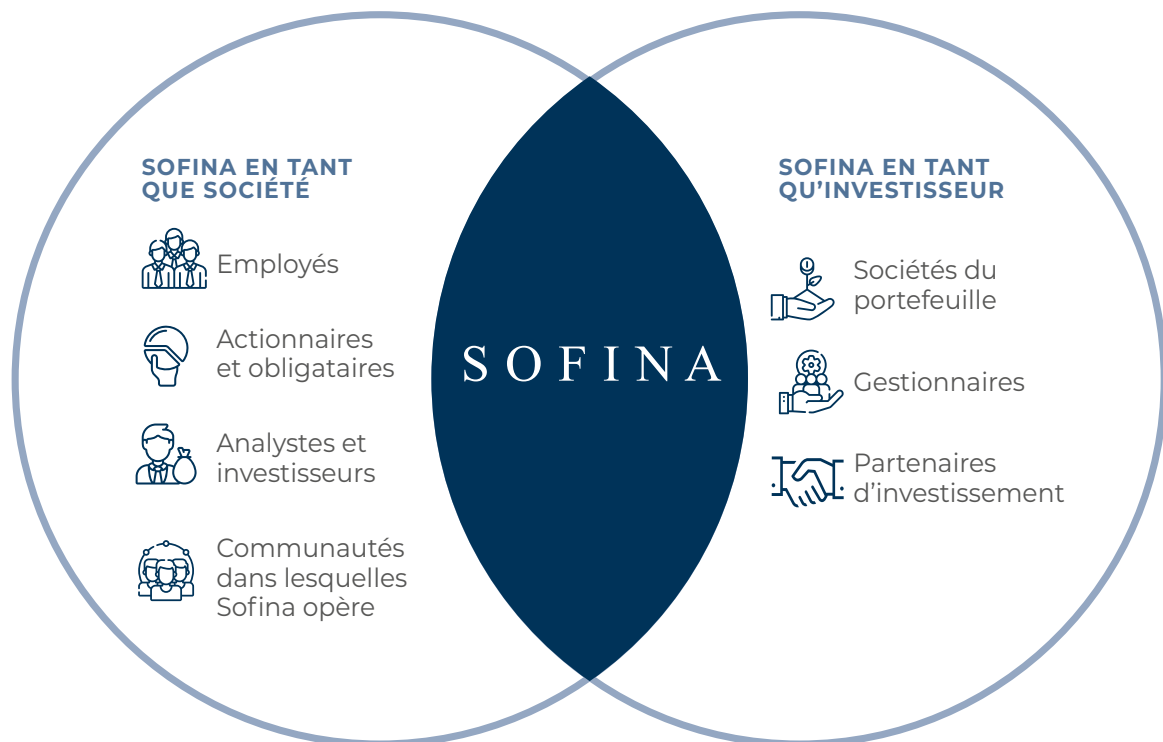 SOFINA EN TANT
QUE SOCIÉTÉ
Employés
Actionnaires
et obligataires
Analystes et
investisseurs
Communautés
dans lesquelles
Sofina opère
SOFINA
SOFINA EN TANT
QU’INVESTISSEUR
Sociétés du
portefeuille
Gestionnaires
Partenaires
d’investissement